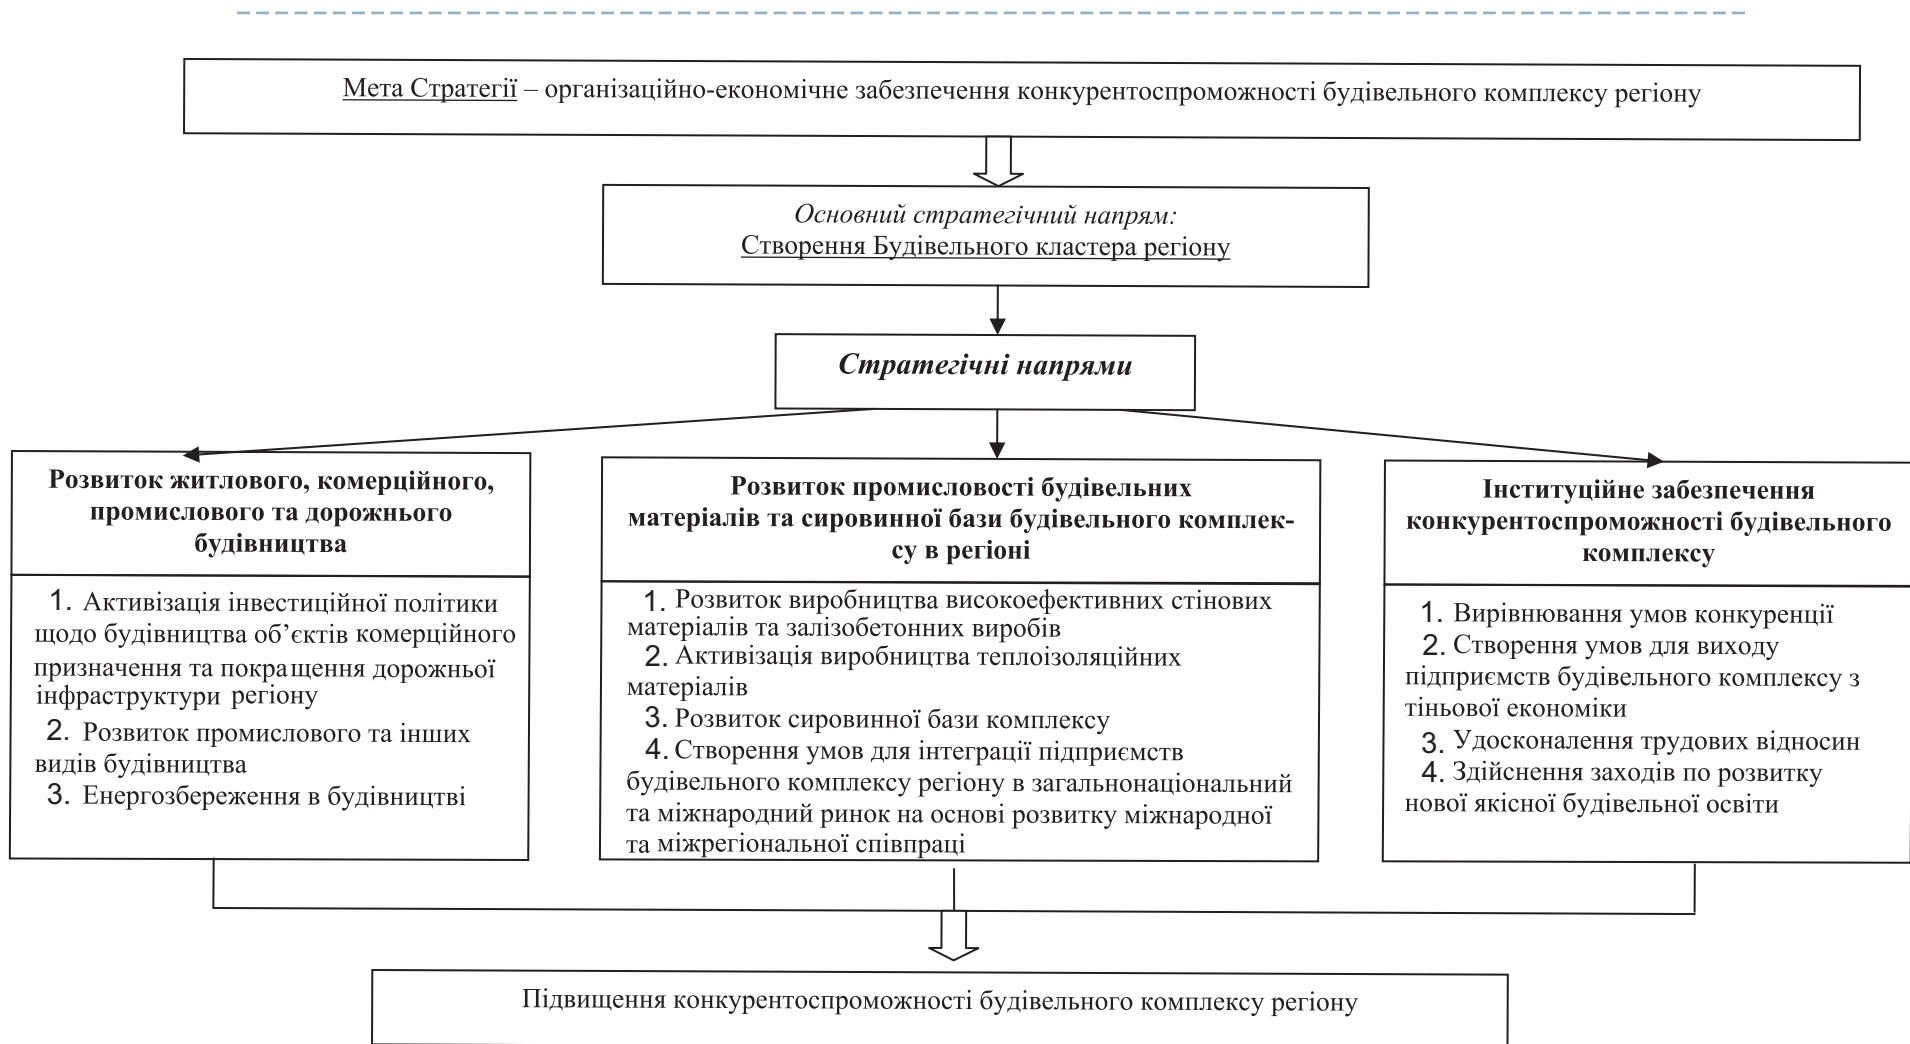 Мета Стратегії – організаційно-економічне забезпечення конкурентоспроможності будівельного комплексу регіону
Основний стратегічний напрям:
Створення Будівельного кластера регіону
Стратегічні напрями
Розвиток житлового, комерційного,
промислового та дорожнього
будівництва
1. Активізація інвестиційної політики
щодо будівництва об’єктів комерційного
призначення та покращення дорожньої
інфраструктури регіону
2. Розвиток промислового та інших
видів будівництва
3. Енергозбереження в будівництві
Розвиток промисловості будівельних
матеріалів та сировинної бази будівельного комплек-
су в регіоні
1. Розвиток виробництва високоефективних стінових
матеріалів та залізобетонних виробів
2. Активізація виробництва теплоізоляційних
матеріалів
3. Розвиток сировинної бази комплексу
4. Створення умов для інтеграції підприємств
будівельного комплексу регіону в загальнонаціональний
та міжнародний ринок на основі розвитку міжнародної
та міжрегіональної співпраці
Інституційне забезпечення
конкурентоспроможності будівельного
комплексу
1. Вирівнювання умов конкуренції
2. Створення умов для виходу
підприємств будівельного комплексу з
тіньової економіки
3. Удосконалення трудових відносин
4. Здійснення заходів по розвитку
нової якісної будівельної освіти
Підвищення конкурентоспроможності будівельного комплексу регіону